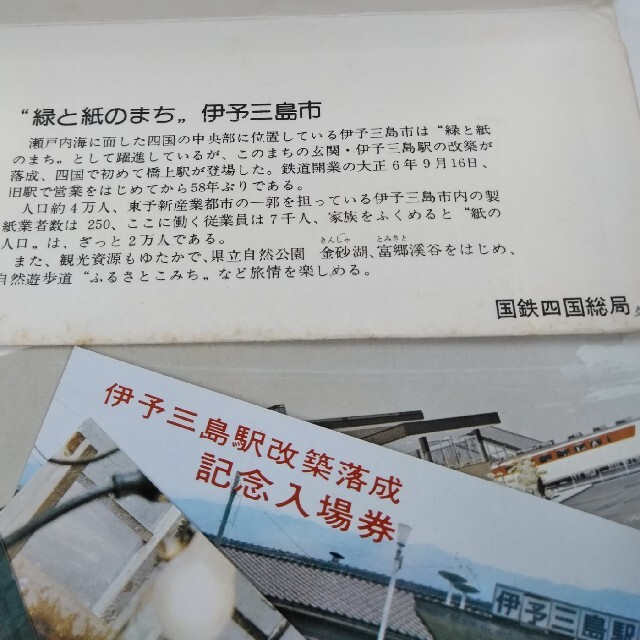 "緑と紙のまち„ 伊予三島市
瀬戸内海に面した四国の中央部に位置している伊予三島市は"緑と紙
のまち„として躍進しているが、このまちの玄関・伊予三島駅の改築が
落成、四国で初めて橋上駅が登場した。鉄道開業の大正6年9月16日、
旧駅で営業をはじめてから58年ぶりである。
人口約4万人、東予新産業都市の一郭を担っている伊予三島市内の製
紙業者数は250、ここに働く従業員は7千人、家族をふくめると"紙の
人口„は、ざっと2万人である。
きんしゃ とみさと
また、観光資源もゆたかで、県立自然公園 金砂湖、富郷渓谷をはじめ、
自然遊歩道"ふるさとこみち„など旅情を楽しめる。
国鉄四国総局
伊予三島駅改築落成
記念入場券
伊予三島駅